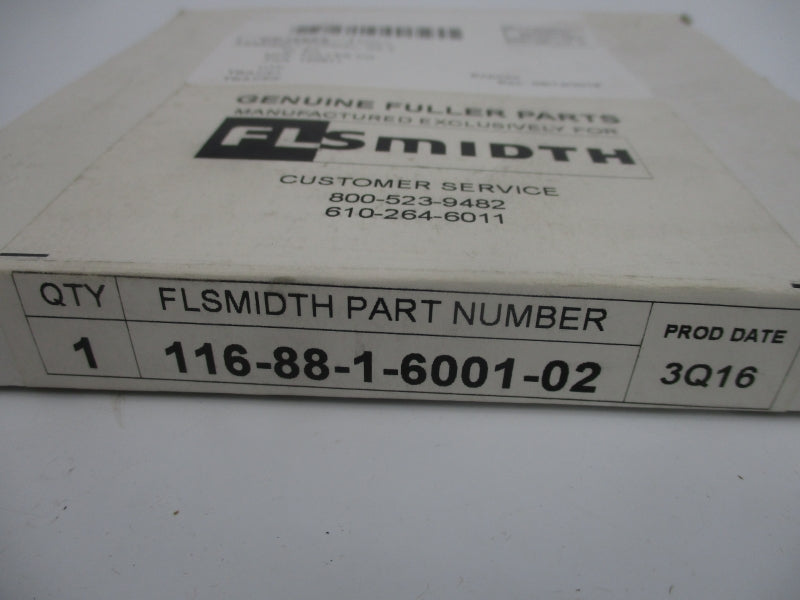 GENUINE FULLER PARTS
MANUFACTURED EXCLUSIVELY FOR
FLSMIDTH
CUSTOMER SERVICE
800-523-9482
610-264-6011
QTY FLSMIDTH PART NUMBER PROD DATE
1 116-88-1-6001-02 3Q16